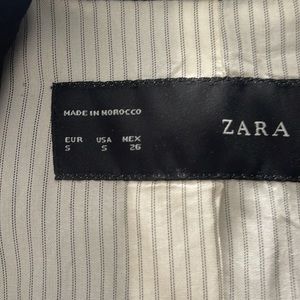 MADE IN MOROCCO
ZARA
EUR USA MEX
S S 26